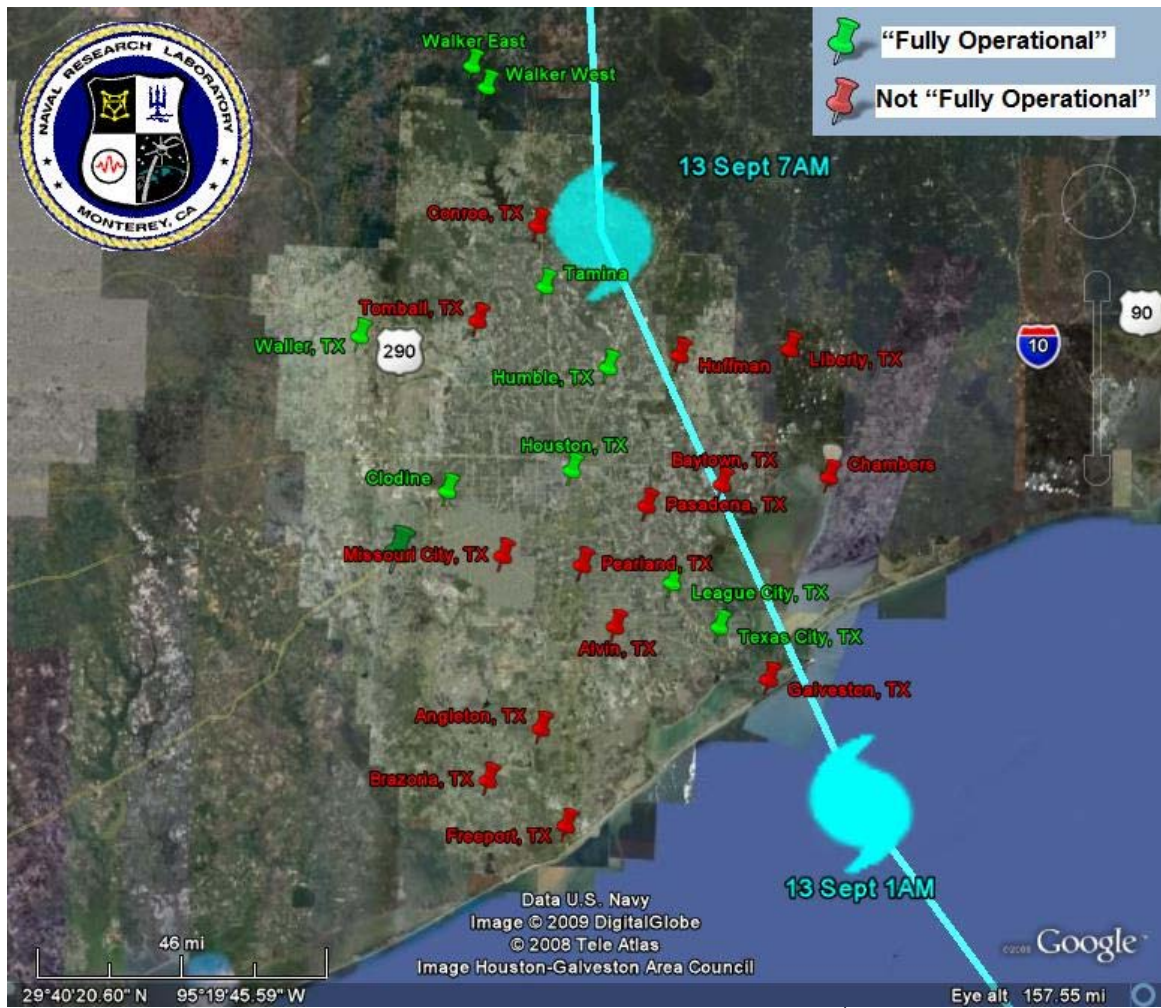 NAVAL RESEARCH LABORATORY
MONTEREY, CA
"Fully Operational"
Not "Fully Operational"
Walker East
Walker West
13 Sept 7AM
Conroe, TX
Tamina
Tomball, TX
Waller, TX
290
90
10
Humble, TX
Huffman
Liberty, TX
Houston, TX
Baytown, TX
Chambers
Clodine
Pasadena, TX
Missouri City, TX
Pearland, TX
League City, TX
Texas City, TX
Alvin, TX
Galveston, TX
Angleton, TX
Brazoria, TX
Freeport, TX
13 Sept 1AM
Data U.S. Navy
Image © 2009 DigitalGlobe
© 2008 Tele Atlas
Image Houston-Galveston Area Council
46 mi
Google™
29°40'20.60" N 95°19'45.59" W
Eye alt 157.55 mi